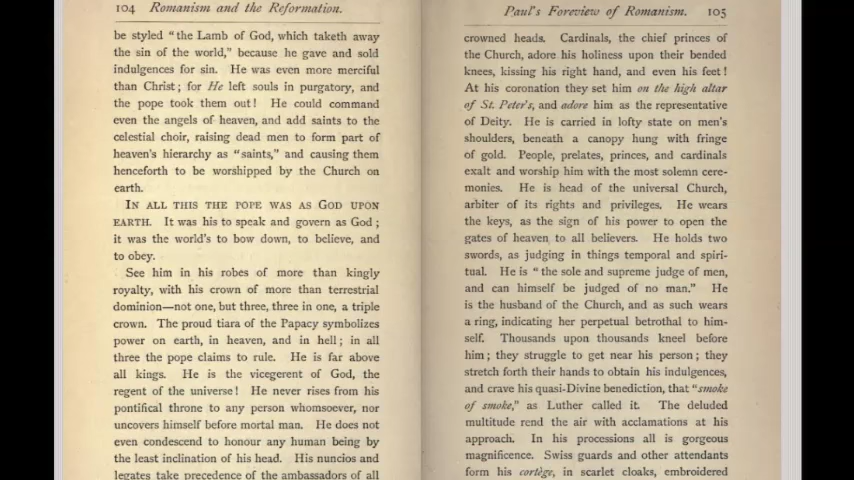 104 Romanism and the Reformation.
be styled "the Lamb of God, which taketh away
the sin of the world," because he gave and sold
indulgences for sin. He was even more merciful
than Christ; for He left souls in purgatory, and
the pope took them out! He could command
even the angels of heaven, and add saints to the
celestial choir, raising dead men to form part of
heaven's hierarchy as "saints," and causing them
henceforth to be worshipped by the Church on
earth.
IN ALL THIS THE POPE WAS AS GOD UPON
EARTH. It was his to speak and govern as God;
it was the world's to bow down, to believe, and
to obey.
See him in his robes of more than kingly
royalty, with his crown of more than terrestrial
dominion—not one, but three, three in one, a triple
crown. The proud tiara of the Papacy symbolizes
power on earth, in heaven, and in hell; in all
three the pope claims to rule. He is far above
all kings. He is the vicegerent of God, the
regent of the universe! He never rises from his
pontifical throne to any person whomsoever, nor
uncovers himself before mortal man. He does not
even condescend to honour any human being by
the least inclination of his head. His nuncios and
legates take precedence of the ambassadors of all
Paul's Foreview of Romanism. 105
crowned heads. Cardinals, the chief princes of
the Church, adore his holiness upon their bended
knees, kissing his right hand, and even his feet!
At his coronation they set him on the high altar
of St. Peter's, and adore him as the representative
of Deity. He is carried in lofty state on men's
shoulders, beneath a canopy hung with fringe
of gold. People, prelates, princes, and cardinals
exalt and worship him with the most solemn cere-
monies. He is head of the universal Church,
arbiter of its rights and privileges. He wears
the keys, as the sign of his power to open the
gates of heaven to all believers. He holds two
swords, as judging in things temporal and spiri-
tual. He is "the sole and supreme judge of men,
and can himself be judged of no man." He
is the husband of the Church, and as such wears
a ring, indicating her perpetual betrothal to him-
self. Thousands upon thousands kneel before
him; they struggle to get near his person; they
stretch forth their hands to obtain his indulgences,
and crave his quasi-Divine benediction, that "smoke
of smoke," as Luther called it. The deluded
multitude rend the air with acclamations at his
approach. In his processions all is gorgeous
magnificence. Swiss guards and other attendants
form his cortège, in scarlet cloaks, embroidered